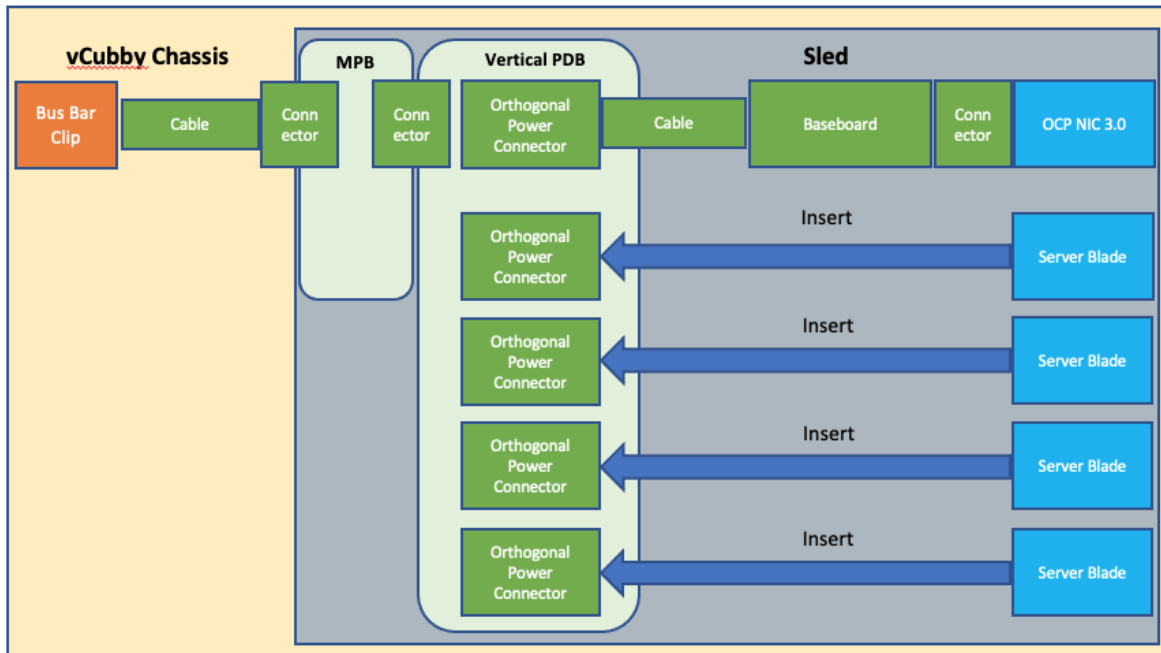 vCubby Chassis
MPB
Vertical PDB
Sled
Bus Bar
Clip
Cable
Conn
ector
Conn
ector
Orthogonal
Power
Connector
Cable
Baseboard
Conn
ector
OCP NIC 3.0
Orthogonal
Power
Connector
Insert
Server Blade
Orthogonal
Power
Connector
Insert
Server Blade
Orthogonal
Power
Connector
Insert
Server Blade
Orthogonal
Power
Connector
Insert
Server Blade